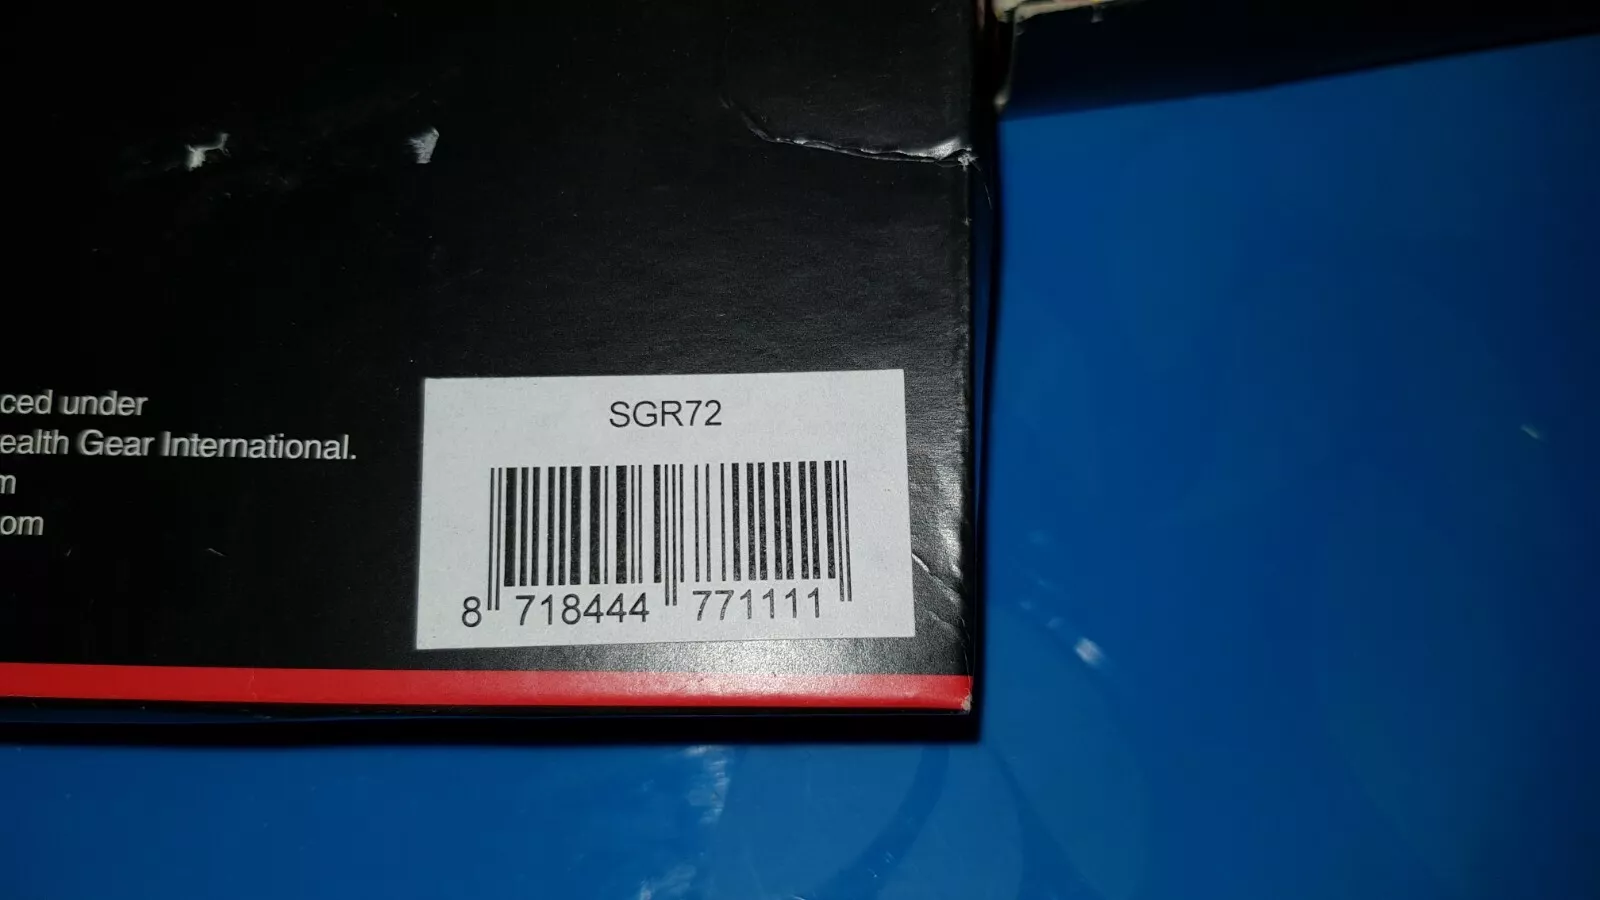 ced under
ealth Gear International.
m
om
SGR72
8 718444 771111